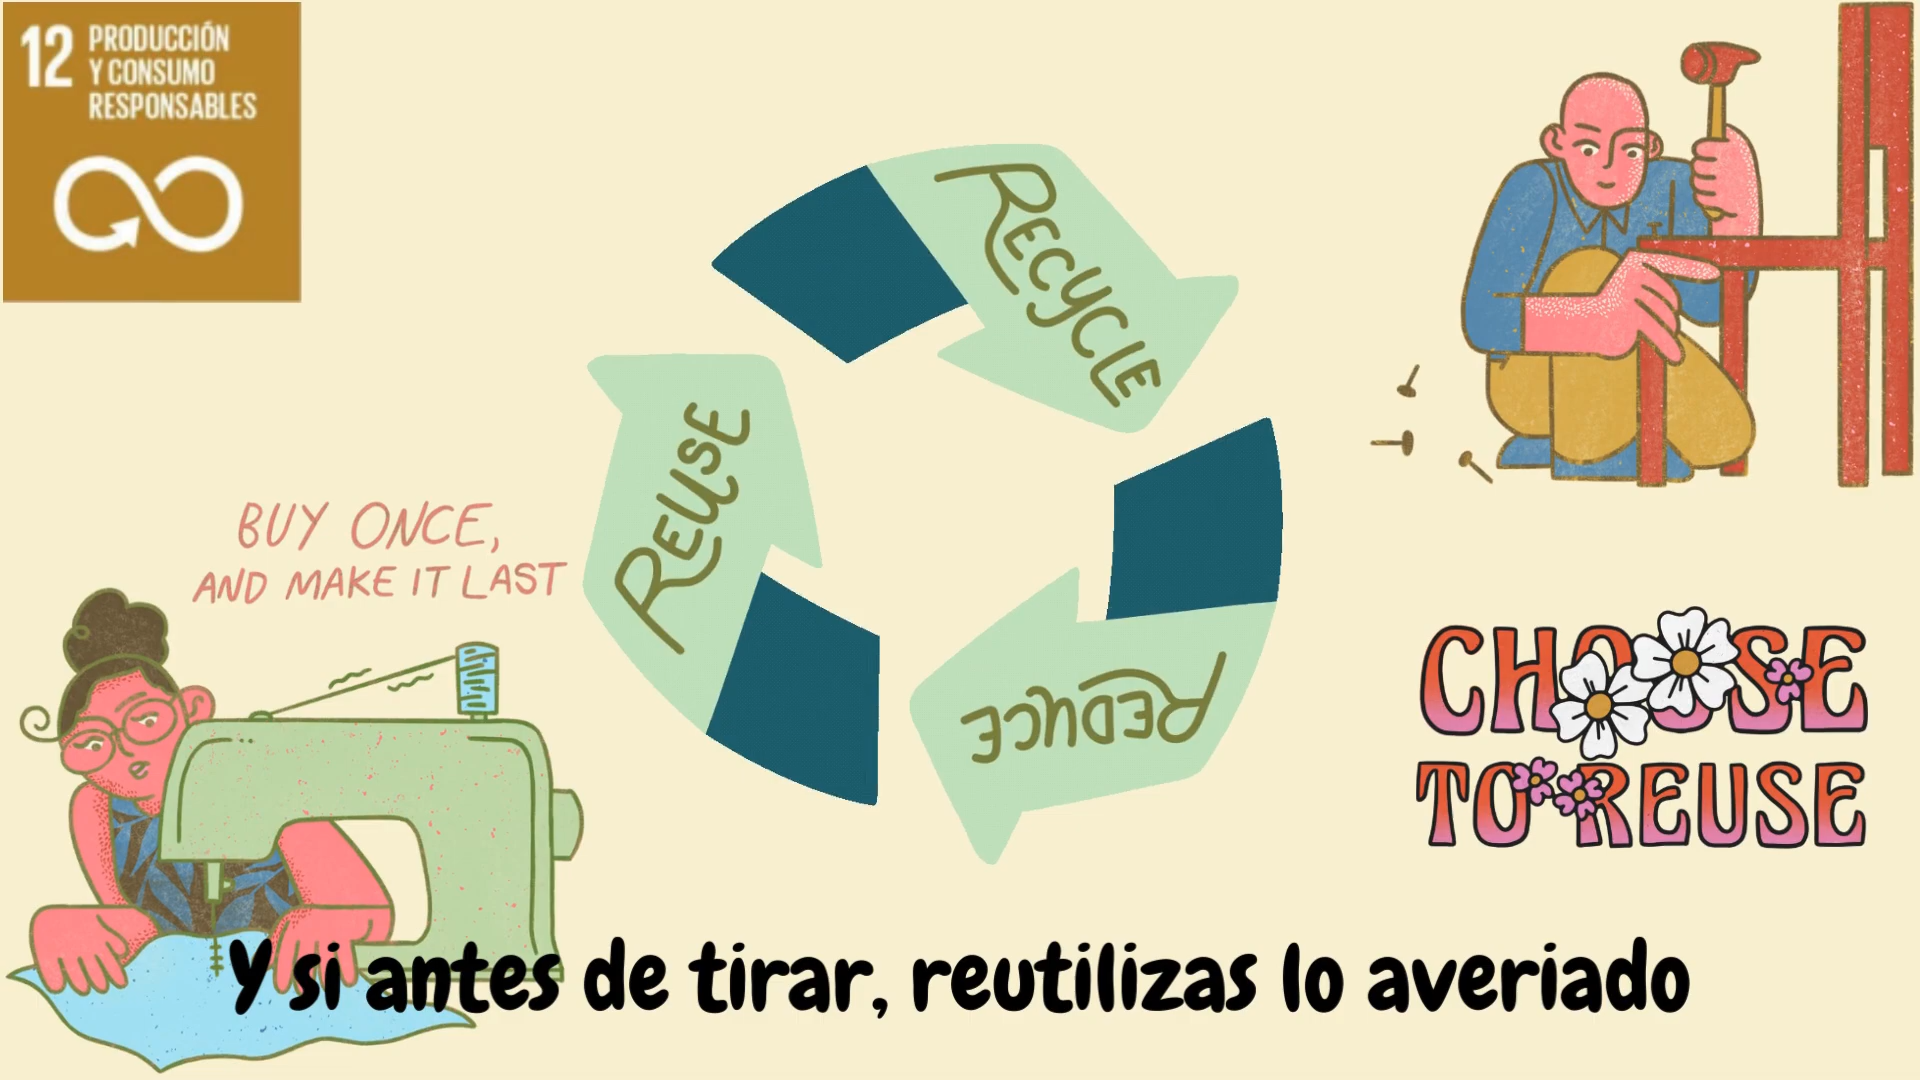 12 PRODUCCIÓN
Y CONSUMO
RESPONSABLES
RECYCLE
REUSE
REDUCE
BUY ONCE,
AND MAKE IT LAST
CHOOSE
TO REUSE
Y si antes de tirar, reutilizas lo averiado